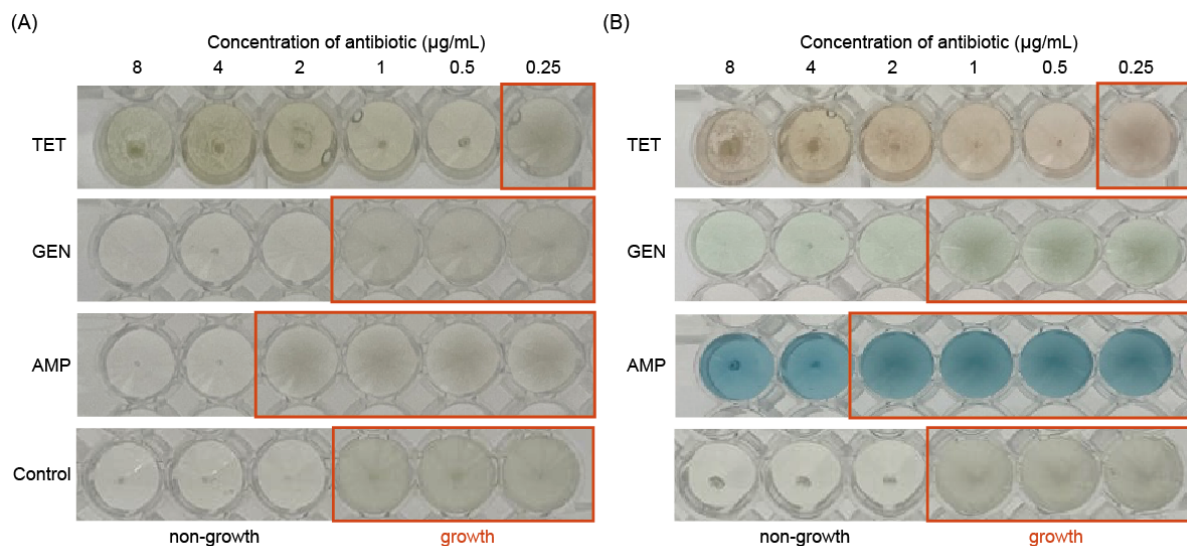 (A)
Concentration of antibiotic (μg/mL)
8 4 2 1 0.5 0.25
TET
GEN
AMP
Control
non-growth growth
(B)
Concentration of antibiotic (μg/mL)
8 4 2 1 0.5 0.25
TET
GEN
AMP
Control
non-growth growth